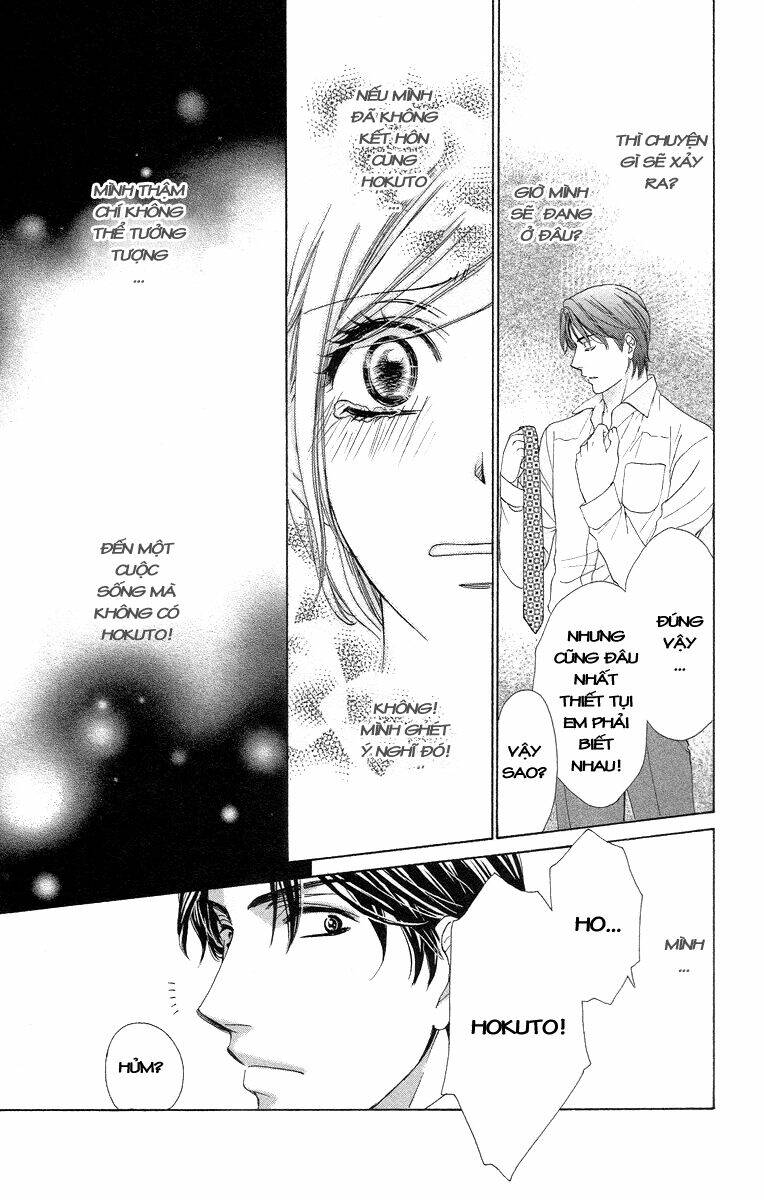 THÌ CHUYỆN
GÌ SẼ XẢY
RA?
GIỜ MÌNH
SẼ ĐANG
Ở ĐÂU?
ĐÚNG
VẬY
...
NHƯNG
CŨNG ĐÂU
NHẤT
THIẾT TỤI
EM PHẢI
BIẾT
NHAU!
VẬY
SAO?
NẾU MÌNH
ĐÃ KHÔNG
KẾT HÔN
CÙNG
HOKUTO
KHÔNG!
MÌNH GHÉT
Ý NGHĨ ĐÓ!
..
MÌNH THẬM
CHÍ KHÔNG
THỂ TƯỞNG
TƯỢNG
...
ĐẾN MỘT
CUỘC
SỐNG MÀ
KHÔNG CÓ
HOKUTO!
MÌNH
...
HO...
HOKUTO!
HỬM?